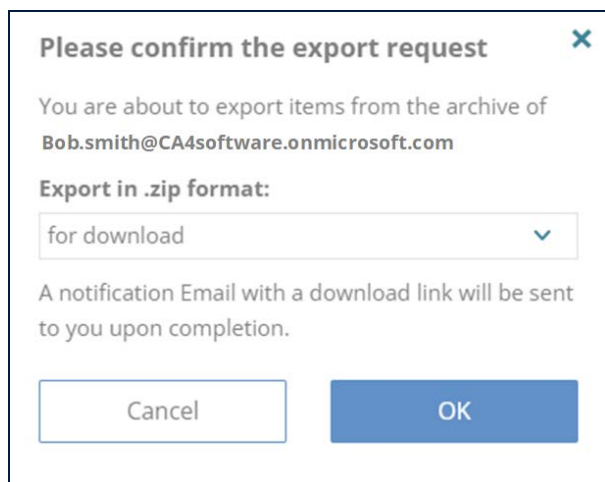 Please confirm the export request
You are about to export items from the archive of
Bob.smith@CA4software.onmicrosoft.com
Export in .zip format:
for download
A notification Email with a download link will be sent
to you upon completion.
Cancel
OK